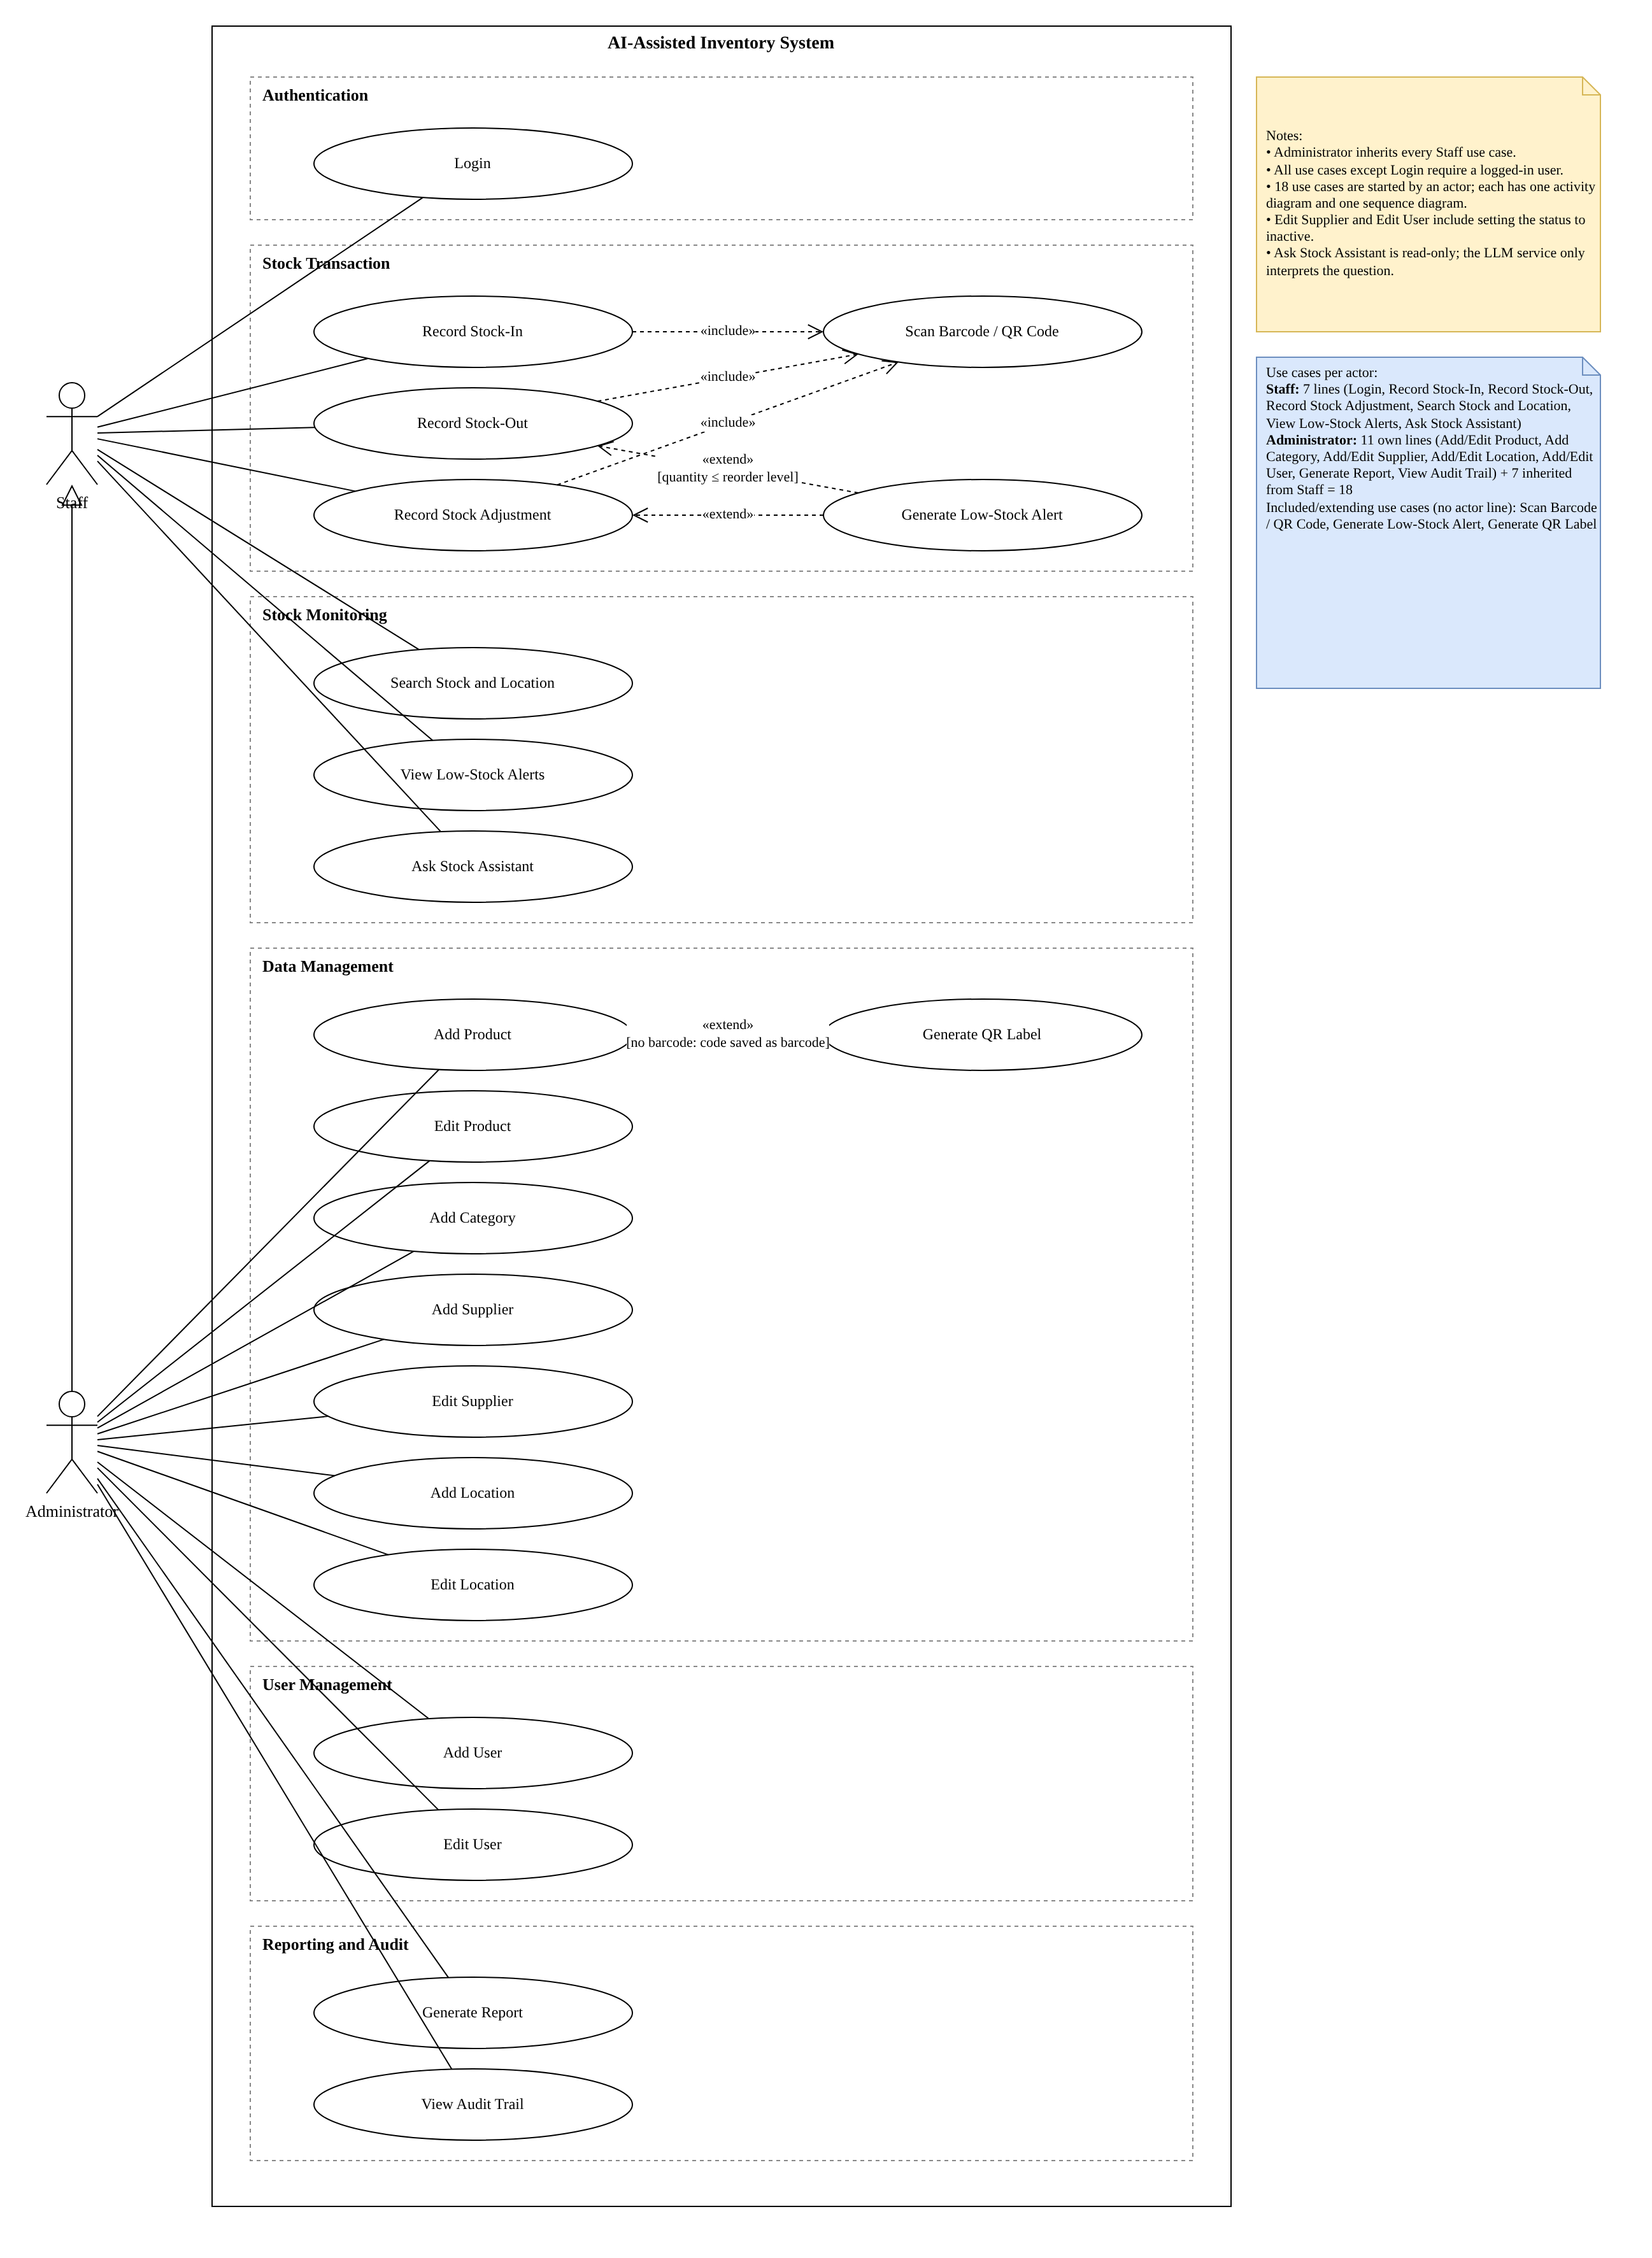 AI-Assisted Inventory System
Authentication
Login
Stock Transaction
Record Stock-In
«include»
Scan Barcode / QR Code
«include»
Record Stock-Out
«include»
«extend»
[quantity ≤ reorder level]
Record Stock Adjustment
«extend»
Generate Low-Stock Alert
Staff
Stock Monitoring
Search Stock and Location
View Low-Stock Alerts
Ask Stock Assistant
Data Management
Add Product
«extend»
[no barcode: code saved as barcode]
Generate QR Label
Edit Product
Add Category
Add Supplier
Edit Supplier
Add Location
Edit Location
Administrator
User Management
Add User
Edit User
Reporting and Audit
Generate Report
View Audit Trail
Notes:
• Administrator inherits every Staff use case.
• All use cases except Login require a logged-in user.
• 18 use cases are started by an actor; each has one activity
diagram and one sequence diagram.
• Edit Supplier and Edit User include setting the status to
inactive.
• Ask Stock Assistant is read-only; the LLM service only
interprets the question.
Use cases per actor:
Staff: 7 lines (Login, Record Stock-In, Record Stock-Out,
Record Stock Adjustment, Search Stock and Location,
View Low-Stock Alerts, Ask Stock Assistant)
Administrator: 11 own lines (Add/Edit Product, Add
Category, Add/Edit Supplier, Add/Edit Location, Add/Edit
User, Generate Report, View Audit Trail) + 7 inherited
from Staff = 18
Included/extending use cases (no actor line): Scan Barcode
/ QR Code, Generate Low-Stock Alert, Generate QR Label